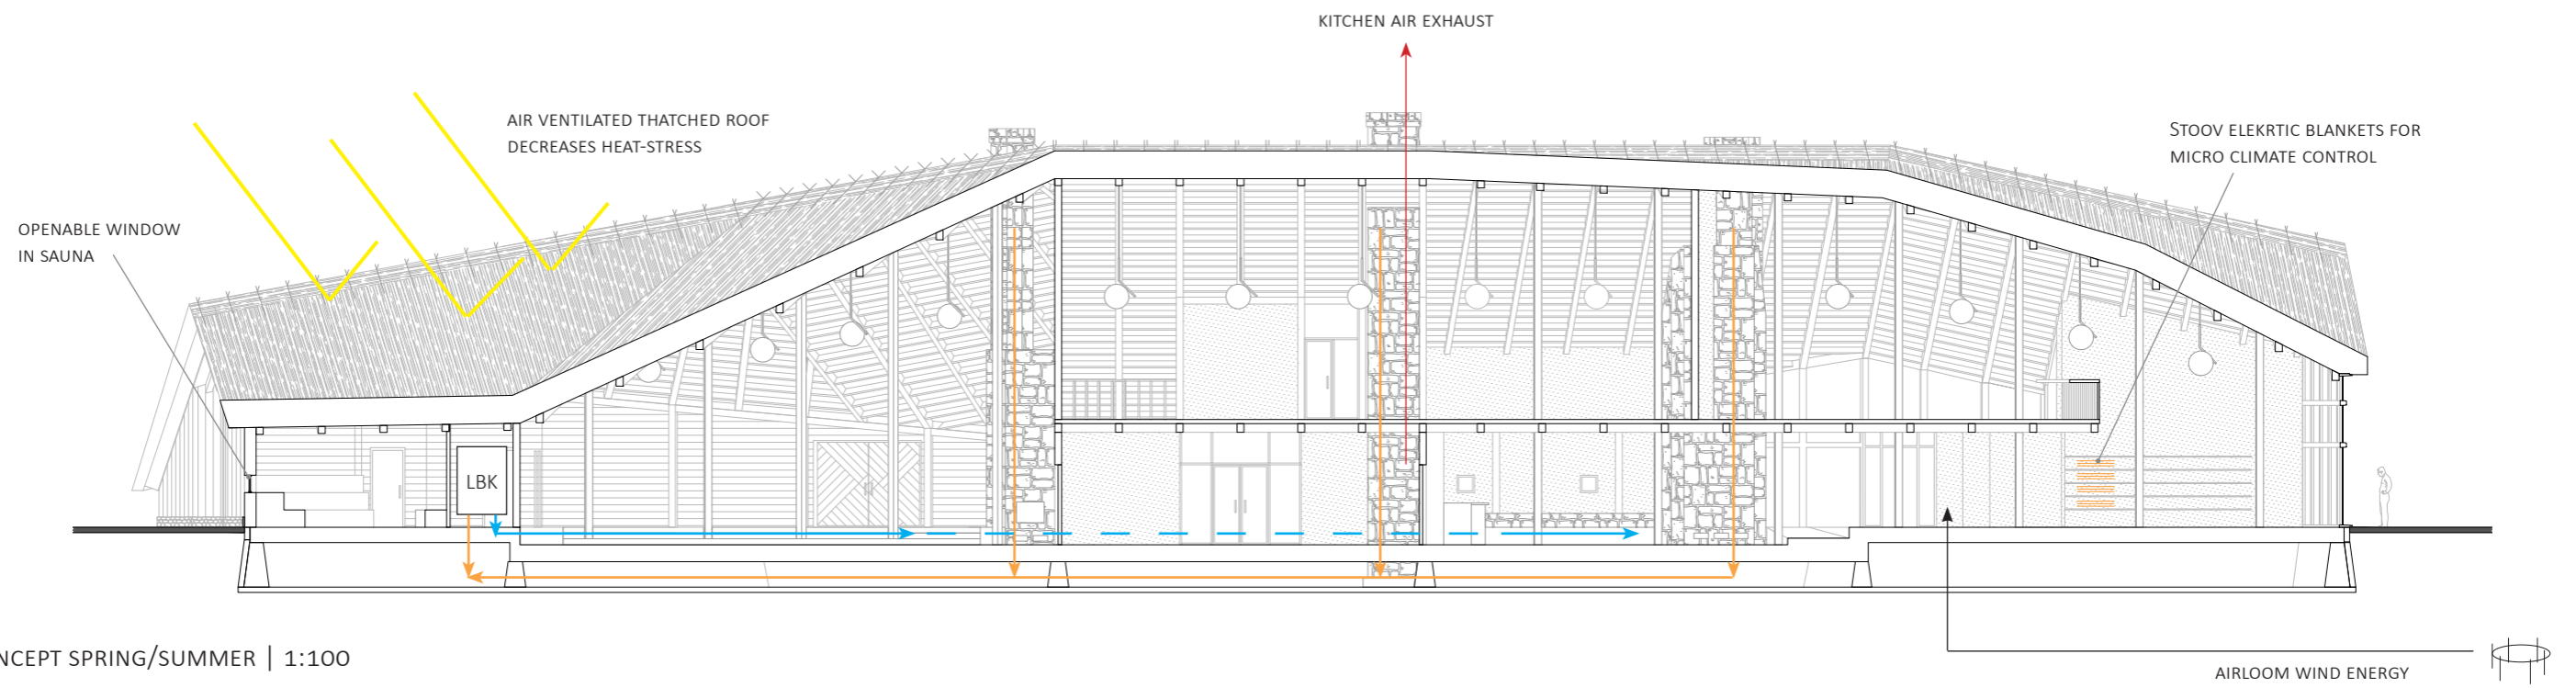 KITCHEN AIR EXHAUST
AIR VENTILATED THATCHED ROOF
DECREASES HEAT-STRESS
STOOV ELEKRTIC BLANKETS FOR
MICRO CLIMATE CONTROL
OPENABLE WINDOW
IN SAUNA
LBK
NCEPT SPRING/SUMMER | 1:100
AIRLOOM WIND ENERGY